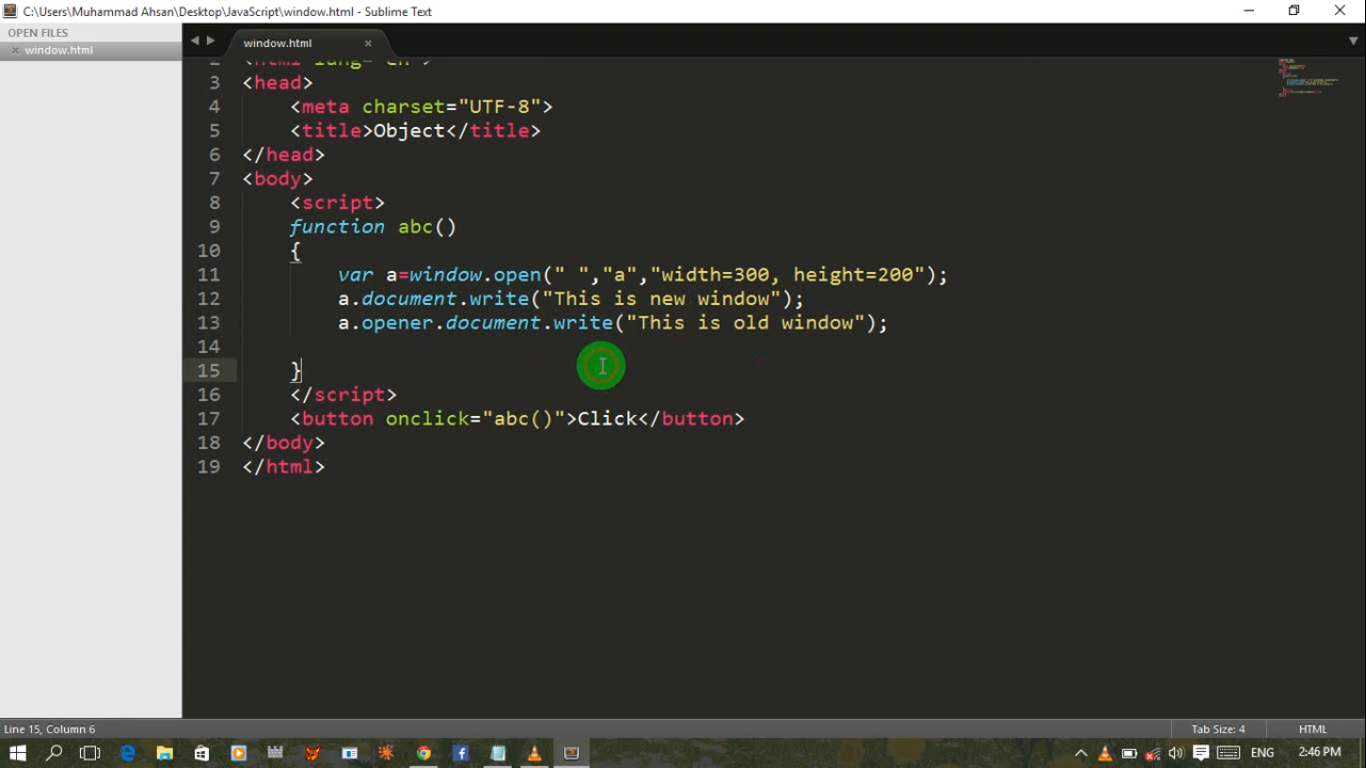 C:\Users\Muhammad Ahsan\Desktop\JavaScript\window.html - Sublime Text
OPEN FILES
window.html
window.html
2 <html lang="en">
3 <head>
4     <meta charset="UTF-8">
5     <title>Object</title>
6 </head>
7 <body>
8     <script>
9     function abc()
10     {
11         var a=window.open(" ","a","width=300, height=200");
12         a.document.write("This is new window");
13         a.opener.document.write("This is old window");
14
15     }
16     </script>
17     <button onclick="abc()">Click</button>
18 </body>
19 </html>
Line 15, Column 6
Tab Size: 4
HTML
ENG
2:46 PM